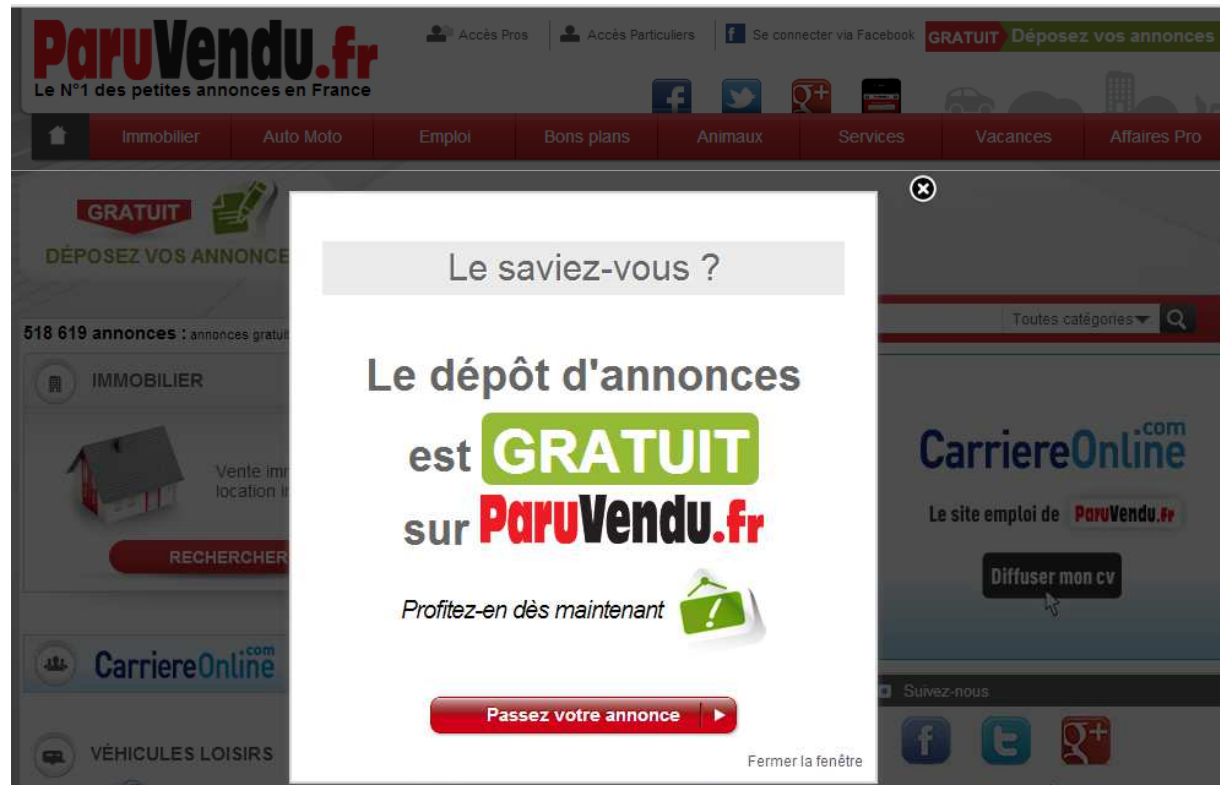 ParuVendu.fr
Le N°1 des petites annonces en France
Accès Pros
Accès Particuliers
Se connecter via Facebook
GRATUIT Déposez vos annonces
Immobilier
Auto Moto
Emploi
Bons plans
Animaux
Services
Vacances
Affaires Pro
GRATUIT
DÉPOSEZ VOS ANNONCE
518 619 annonces : annonces gratuit
Toutes catégories
IMMOBILIER
Vente imm
location i
RECHERCHER
CarriereOnline.com
VÉHICULES LOISIRS
Le saviez-vous ?
Le dépôt d'annonces
est GRATUIT
sur ParuVendu.fr
Profitez-en dès maintenant
Passez votre annonce
Fermer la fenêtre
CarriereOnline.com
Le site emploi de ParuVendu.fr
Diffuser mon cv
Suivez-nous